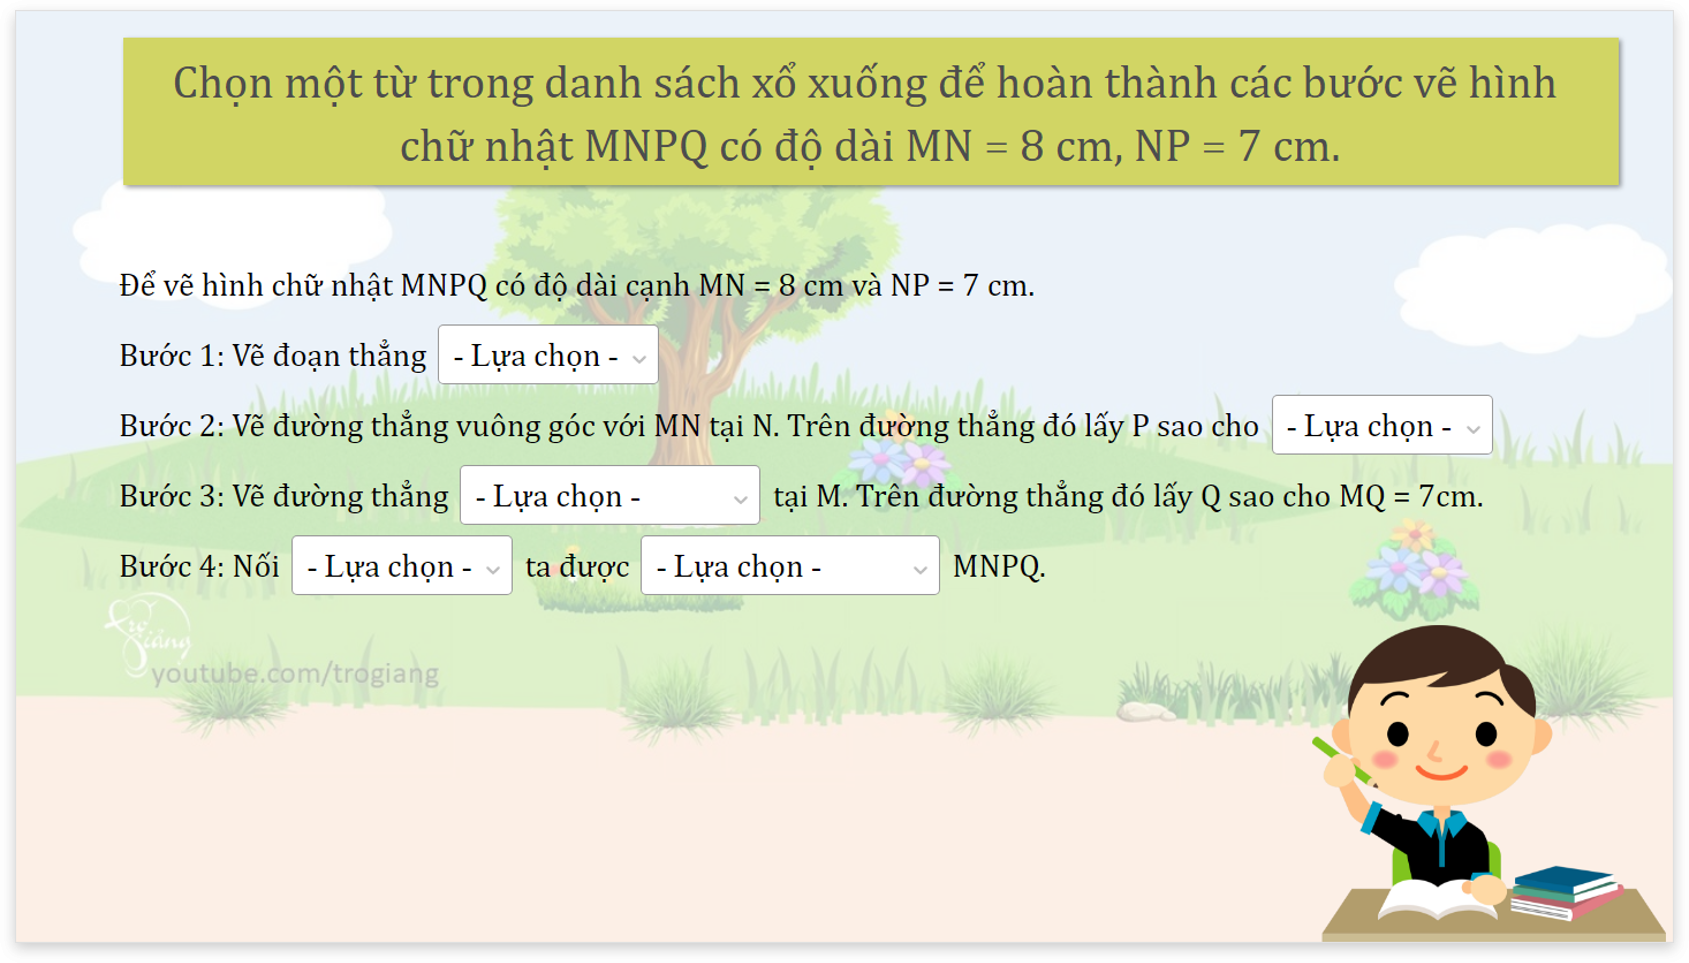 Chọn một từ trong danh sách xổ xuống để hoàn thành các bước vẽ hình
chữ nhật MNPQ có độ dài MN = 8 cm, NP = 7 cm.
Để vẽ hình chữ nhật MNPQ có độ dài cạnh MN = 8 cm và NP = 7 cm.
Bước 1: Vẽ đoạn thẳng - Lựa chọn -
Bước 2: Vẽ đường thẳng vuông góc với MN tại N. Trên đường thẳng đó lấy P sao cho - Lựa chọn -
Bước 3: Vẽ đường thẳng - Lựa chọn - tại M. Trên đường thẳng đó lấy Q sao cho MQ = 7cm.
Bước 4: Nối - Lựa chọn - ta được - Lựa chọn - MNPQ.
Trợ
Giảng
youtube.com/trogiang